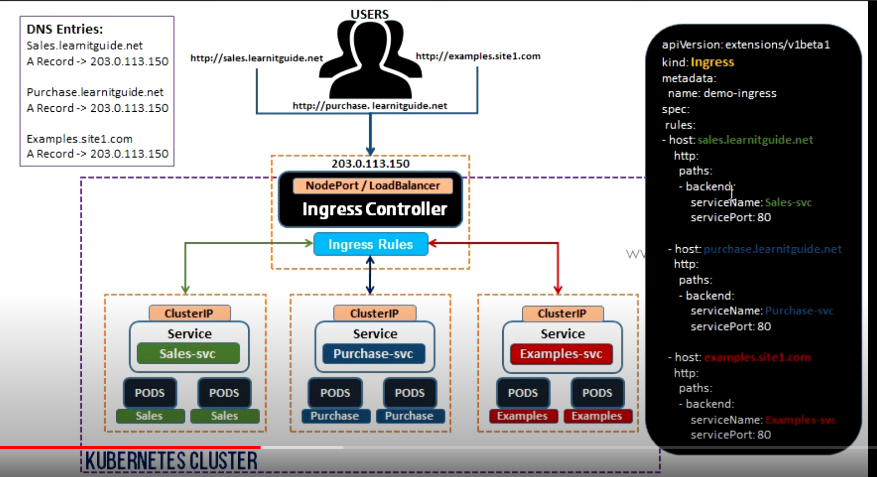 DNS Entries:
Sales.learnitguide.net
A Record -> 203.0.113.150
Purchase.learnitguide.net
A Record -> 203.0.113.150
Examples.site1.com
A Record -> 203.0.113.150
USERS
http://sales.learnitguide.net
http://examples.site1.com
http://purchase. learnitguide.net
203.0.113.150
NodePort / LoadBalancer
Ingress Controller
Ingress Rules
ClusterIP
Service
Sales-svc
PODS
PODS
Sales
Sales
ClusterIP
Service
Purchase-svc
PODS
PODS
Purchase
Purchase
ClusterIP
Service
Examples-svc
PODS
PODS
Examples
Examples
KUBERNETES CLUSTER
apiVersion: extensions/v1beta1
kind: Ingress
metadata:
name: demo-ingress
spec:
rules:
- host: sales.learnitguide.net
http:
paths:
- backend:
serviceName: Sales-svc
servicePort: 80
- host: purchase.learnitguide.net
http:
paths:
- backend:
serviceName: Purchase-svc
servicePort: 80
- host: examples.site1.com
http:
paths:
- backend:
serviceName: Examples-svc
servicePort: 80